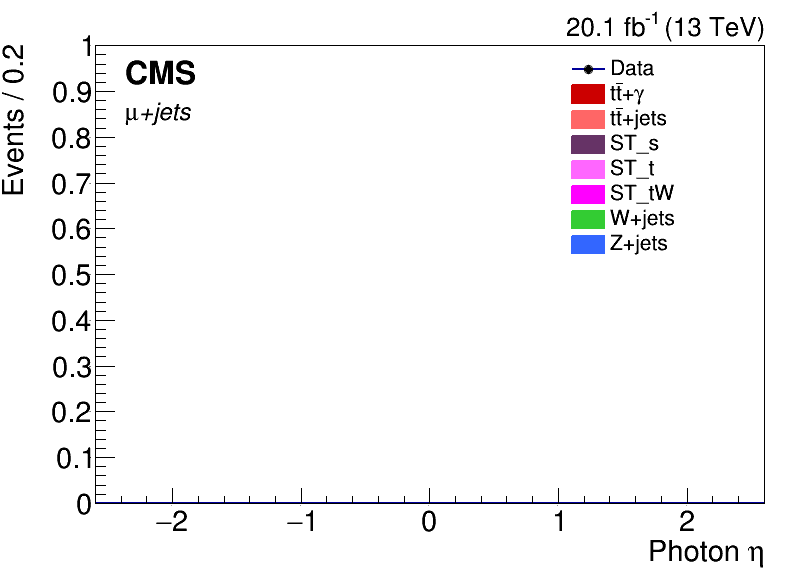 20.1 fb⁻¹ (13 TeV)
Events / 0.2
CMS
μ+jets
Data
tt̄+γ
tt̄+jets
ST_s
ST_t
ST_tW
W+jets
Z+jets
1
0.9
0.8
0.7
0.6
0.5
0.4
0.3
0.2
0.1
0
−2 −1 0 1 2
Photon η